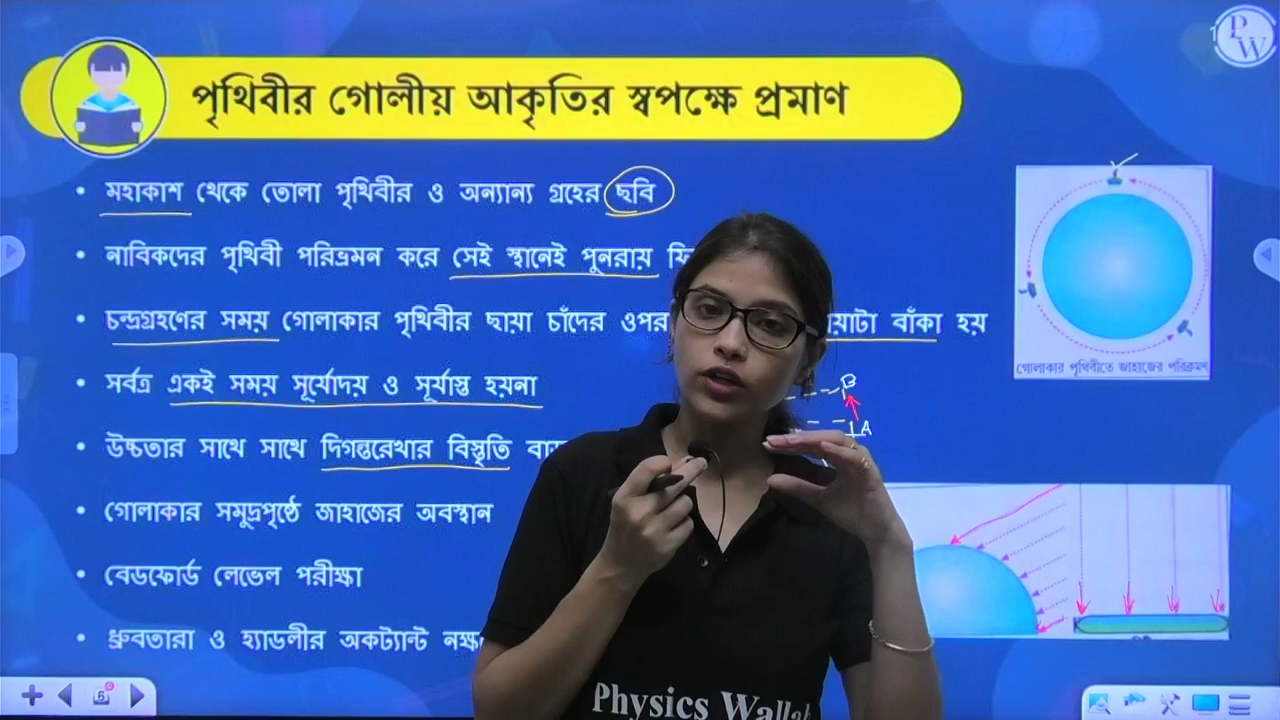 PW
পৃথিবীর গোলীয় আকৃতির স্বপক্ষে প্রমাণ
• মহাকাশ থেকে তোলা পৃথিবীর ও অন্যান্য গ্রহের ছবি
• নাবিকদের পৃথিবী পরিভ্রমন করে সেই স্থানেই পুনরায়
• চন্দ্রগ্রহণের সময় গোলাকার পৃথিবীর ছায়া চাঁদের ওপর বাঁকা হয়
গোলাকার পৃথিবীতে জাহাজের পরিক্রমণ
• সর্বত্র একই সময় সূর্যোদয় ও সূর্যাস্ত হয়না
B
A
• উচ্চতার সাথে সাথে দিগন্তরেখার বিস্তৃতি
• গোলাকার সমুদ্রপৃষ্ঠে জাহাজের অবস্থান
• বেডফোর্ড লেভেল পরীক্ষা
• ধ্রুবতারা ও হ্যাডলীর অকট্যান্ট
Physics Wallah